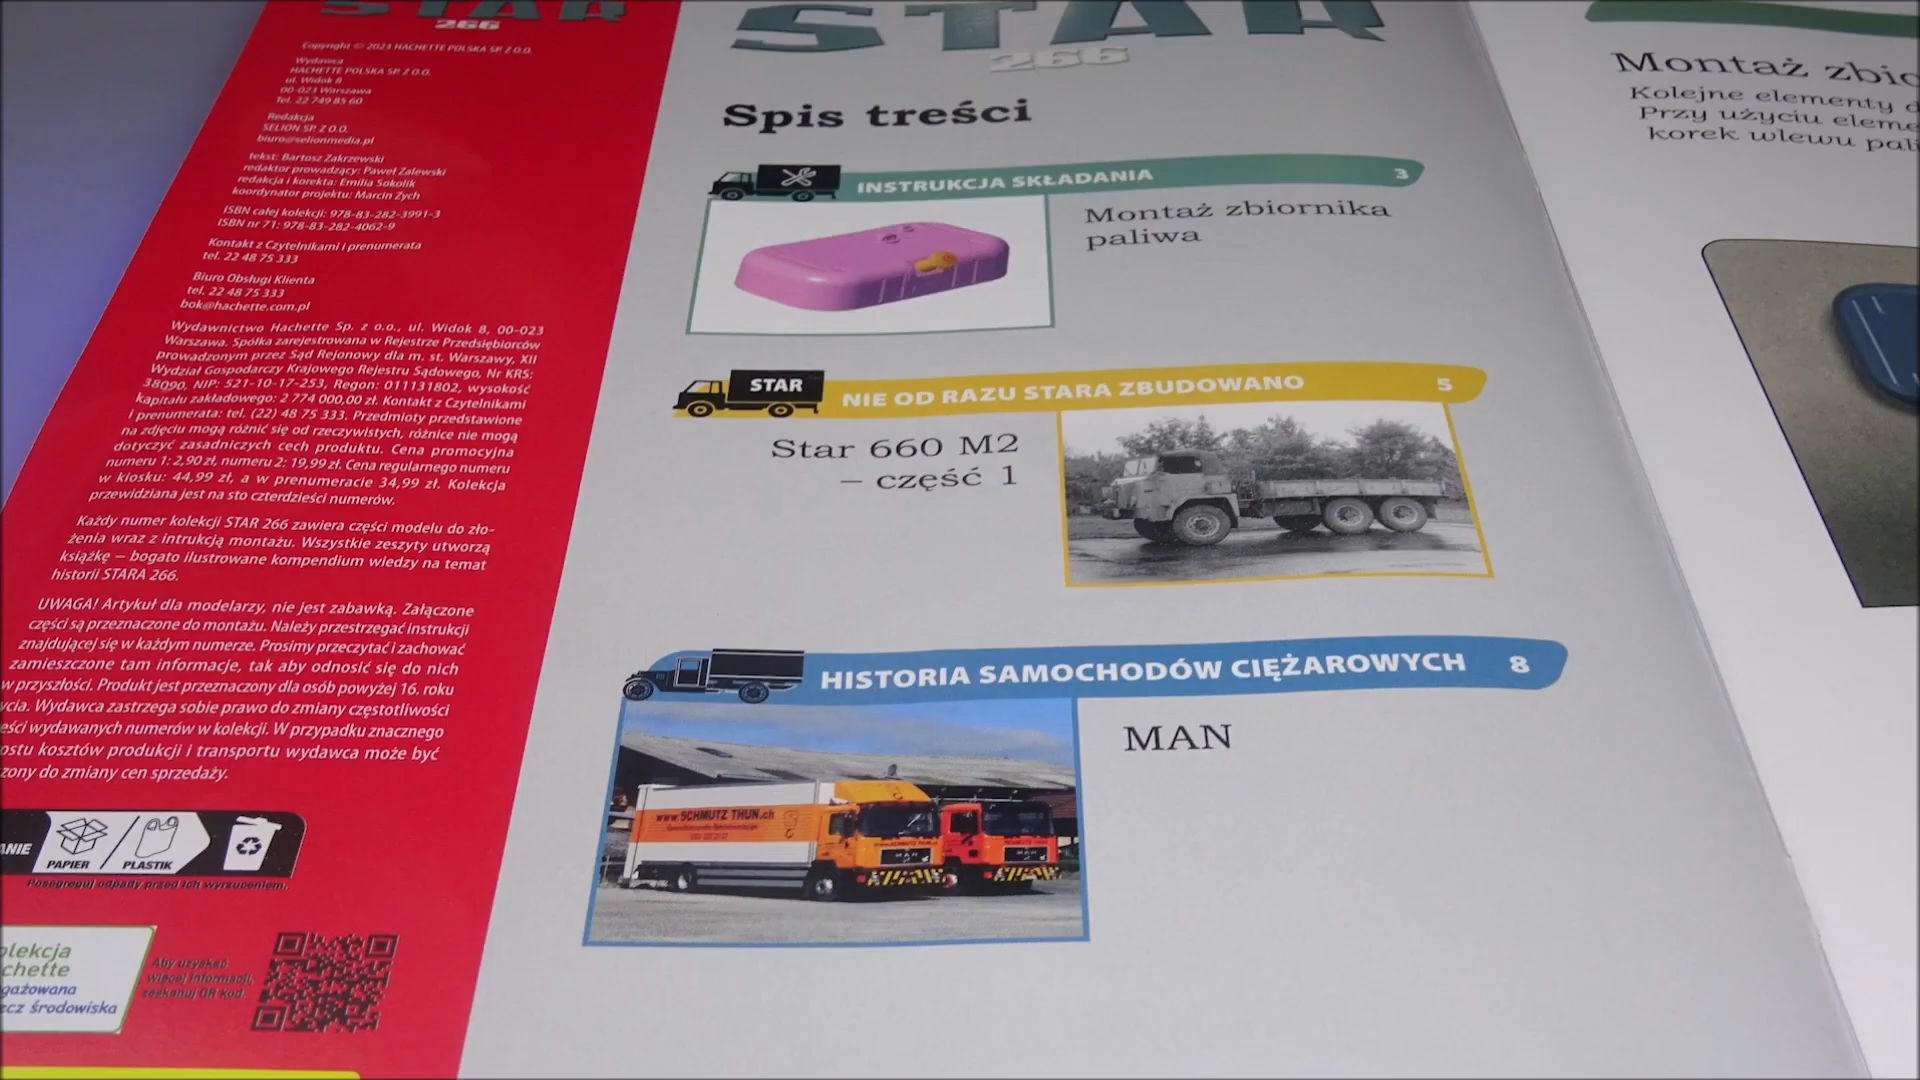 STAR
266
Copyright © 2023 HACHETTE POLSKA SP. Z O.O.
Wydawca
HACHETTE POLSKA SP. Z O.O.
ul. Widok 8
00-023 Warszawa
Tel. 22 749 85 60
Redakcja
SELION SP. Z O.O.
biuro@selionmedia.pl
tekst: Bartosz Zakrzewski
redaktor prowadzący: Paweł Zalewski
redakcja i korekta: Emilia Sokolik
koordynator projektu: Marcin Zych
ISBN całej kolekcji: 978-83-282-3991-3
ISBN nr 71: 978-83-282-4062-9
Kontakt z Czytelnikami i prenumerata
tel. 22 48 75 333
Biuro Obsługi Klienta
tel. 22 48 75 333
bok@hachette.com.pl
Wydawnictwo Hachette Sp. z o.o., ul. Widok 8, 00-023
Warszawa. Spółka zarejestrowana w Rejestrze Przedsiębiorców
prowadzonym przez Sąd Rejonowy dla m. st. Warszawy, XII
Wydział Gospodarczy Krajowego Rejestru Sądowego, Nr KRS:
38090, NIP: 521-10-17-253, Regon: 011131802, wysokość
kapitału zakładowego: 2 774 000,00 zł. Kontakt z Czytelnikami
i prenumerata: tel. (22) 48 75 333. Przedmioty przedstawione
na zdjęciu mogą różnić się od rzeczywistych, różnice nie mogą
dotyczyć zasadniczych cech produktu. Cena promocyjna
numeru 1: 2,90 zł, numeru 2: 19,99 zł. Cena regularnego numeru
w kiosku: 44,99 zł, a w prenumeracie 34,99 zł. Kolekcja
przewidziana jest na sto czterdzieści numerów.
Każdy numer kolekcji STAR 266 zawiera części modelu do zło-
żenia wraz z intrukcją montażu. Wszystkie zeszyty utworzą
książkę – bogato ilustrowane kompendium wiedzy na temat
historii STARA 266.
UWAGA! Artykuł dla modelarzy, nie jest zabawką. Załączone
części są przeznaczone do montażu. Należy przestrzegać instrukcji
znajdującej się w każdym numerze. Prosimy przeczytać i zachować
zamieszczone tam informacje, tak aby odnosić się do nich
w przyszłości. Produkt jest przeznaczony dla osób powyżej 16. roku
ycia. Wydawca zastrzega sobie prawo do zmiany częstotliwości
eści wydawanych numerów w kolekcji. W przypadku znacznego
ostu kosztów produkcji i transportu wydawca może być
zony do zmiany cen sprzedaży.
ANIE
PAPIER
PLASTIK
Posegreguj odpady przed ich wyrzuceniem.
olekcja
chette
gażowana
ecz środowiska
Aby uzyskać
więcej informacji,
zeskanuj QR kod.
STAR
266
Spis treści
INSTRUKCJA SKŁADANIA 3
Montaż zbiornika
paliwa
STAR
NIE OD RAZU STARA ZBUDOWANO 5
Star 660 M2
– część 1
HISTORIA SAMOCHODÓW CIĘŻAROWYCH 8
www.SCHMUTZ THUN.ch
MAN
Montaż zbio
Kolejne elementy d
Przy użyciu eleme
korek wlewu pali